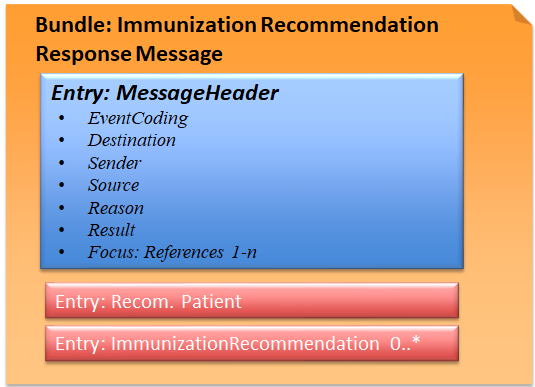 Bundle: Immunization Recommendation
Response Message
Entry: MessageHeader
• EventCoding
• Destination
• Sender
• Source
• Reason
• Result
• Focus: References 1-n
Entry: Recom. Patient
Entry: ImmunizationRecommendation 0..*